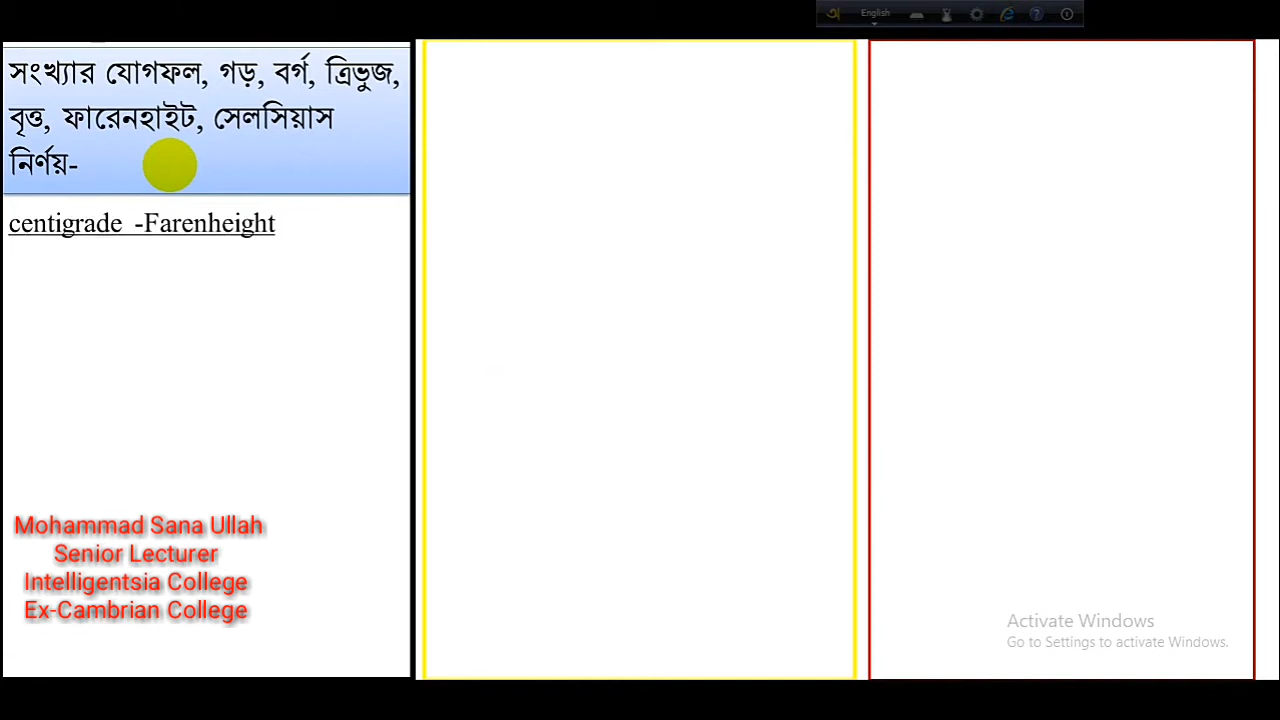 English
সংখ্যার যোগফল, গড়, বর্গ, ত্রিভুজ,
বৃত্ত, ফারেনহাইট, সেলসিয়াস
নির্ণয়-
centigrade -Farenheight
Mohammad Sana Ullah
Senior Lecturer
Intelligentsia College
Ex-Cambrian College
Activate Windows
Go to Settings to activate Windows.